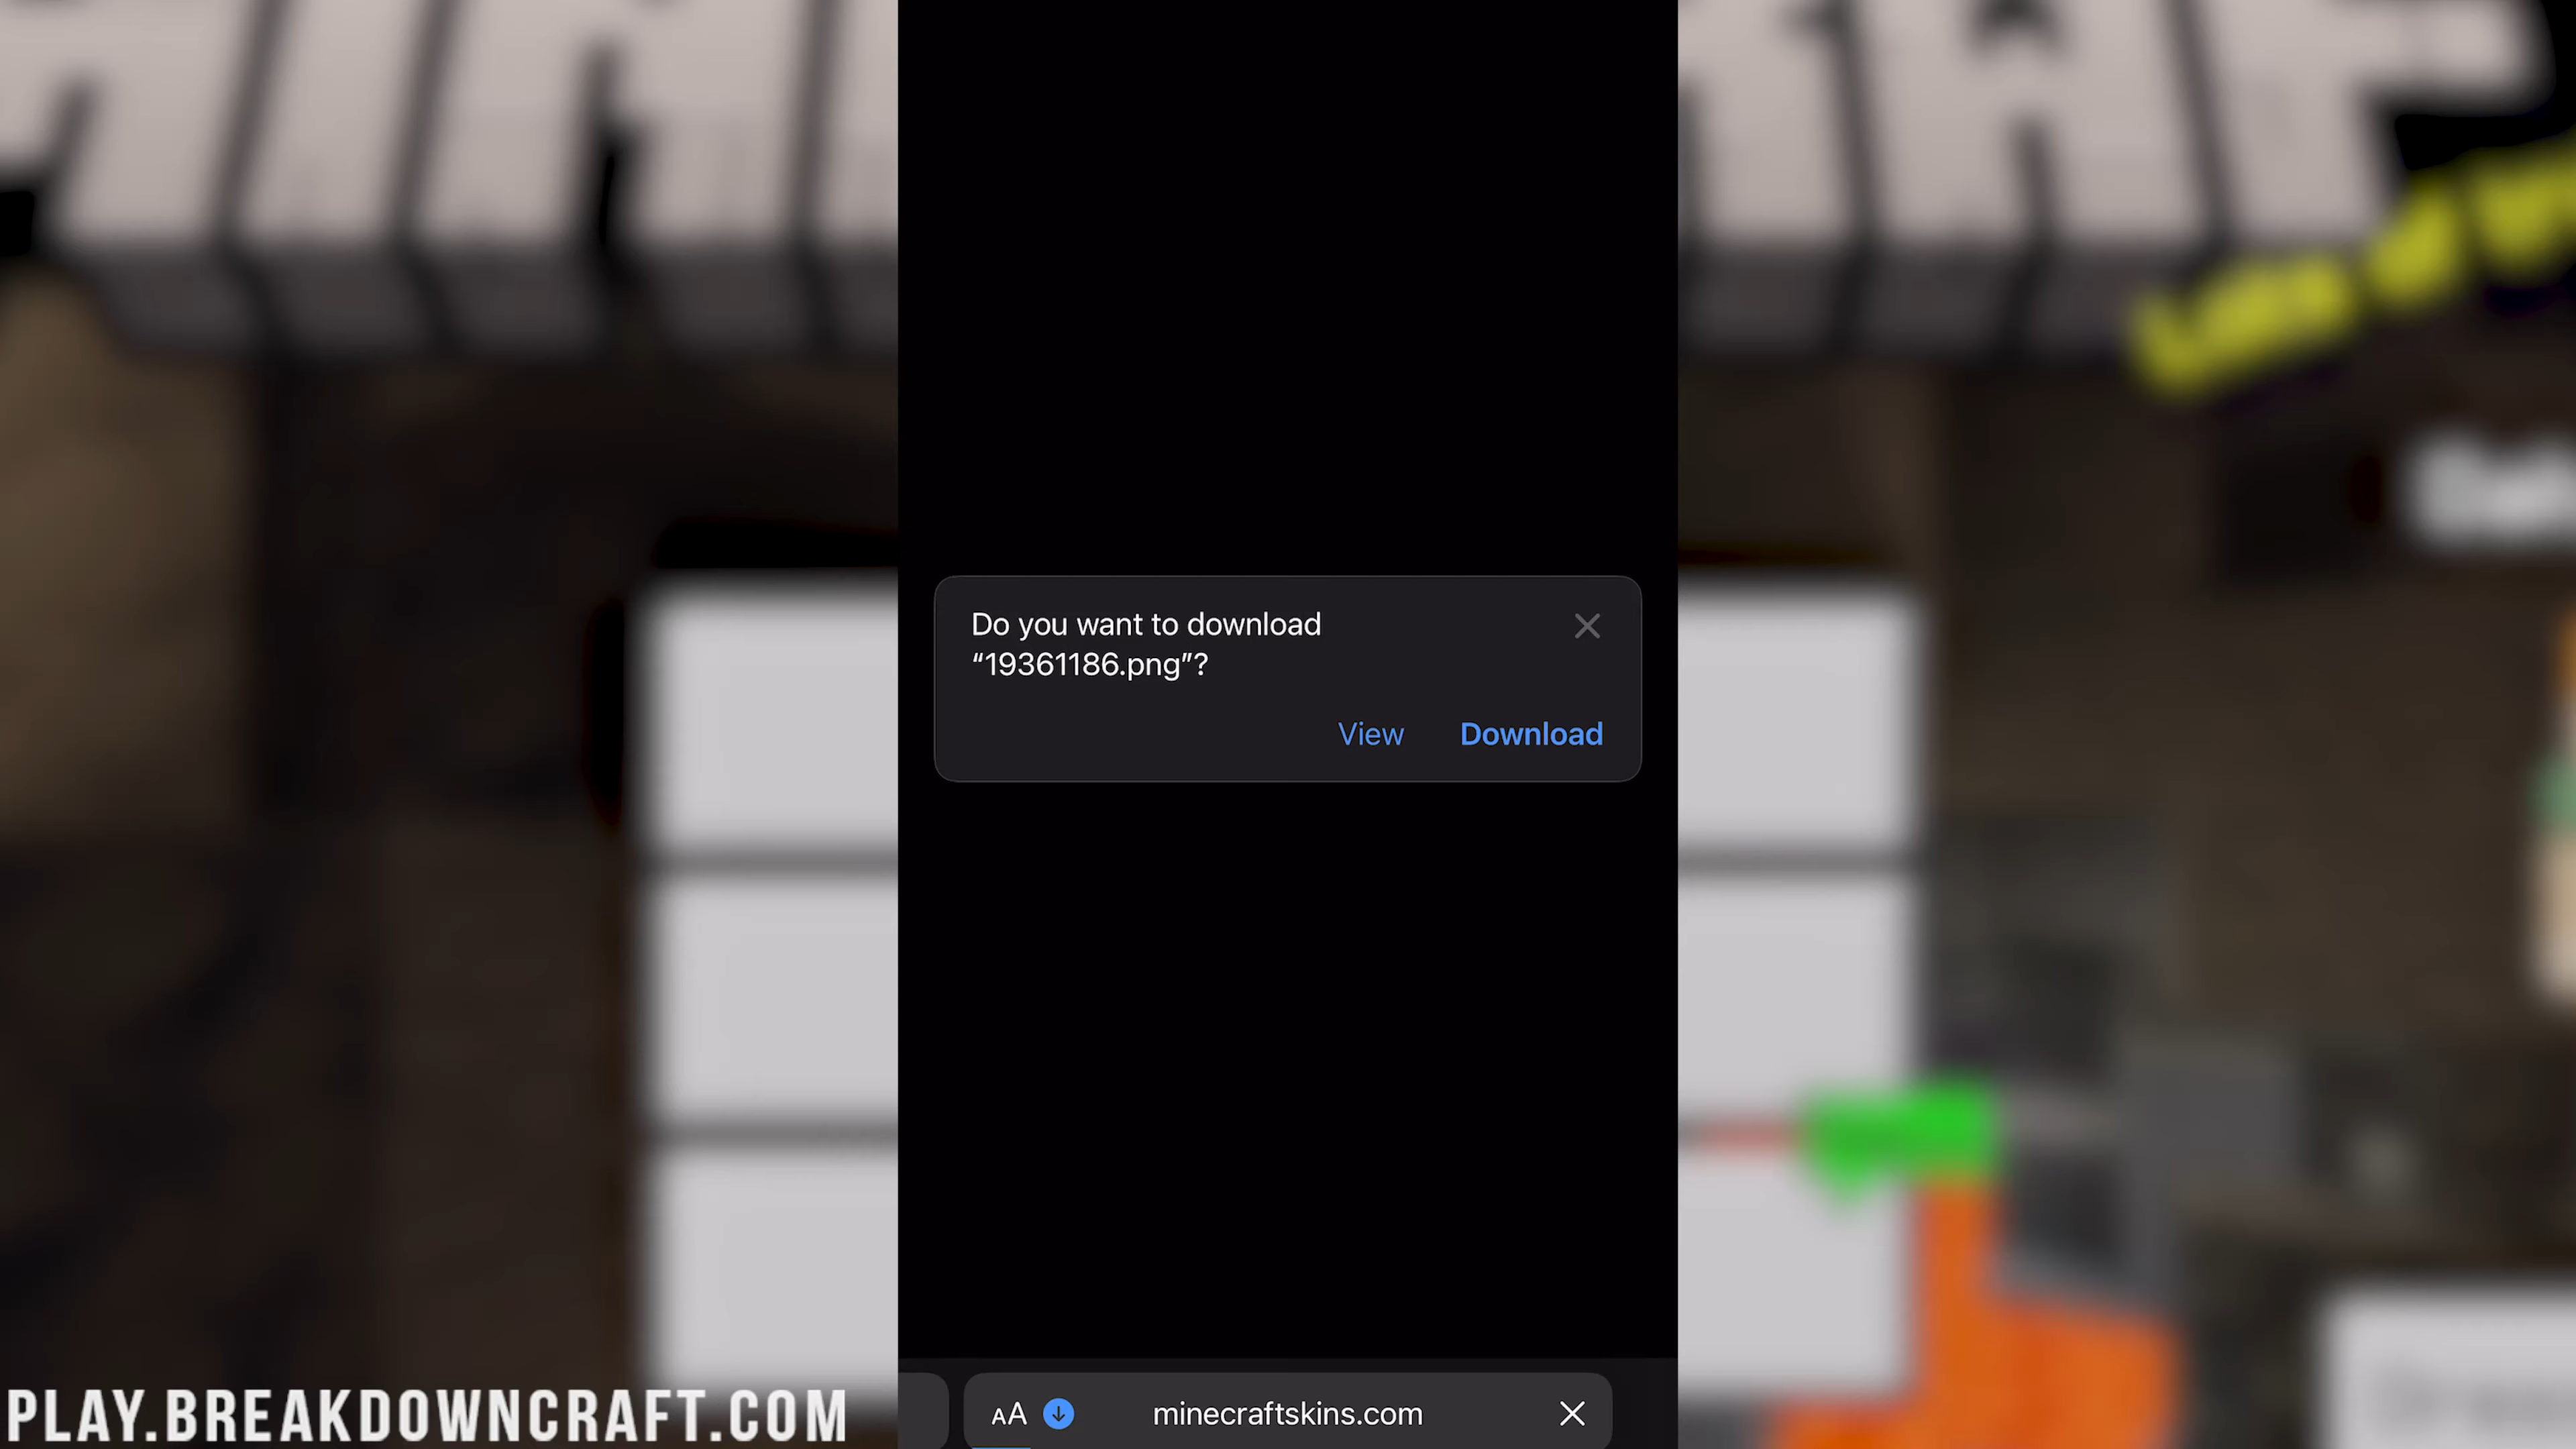 Do you want to download
“19361186.png”?
View Download
AA minecraftskins.com
PLAY.BREAKDOWNCRAFT.COM